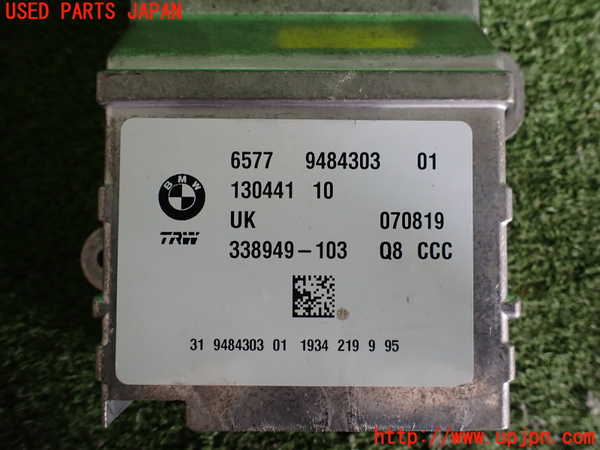 USED PARTS JAPAN
6577 9484303 01
BMW
130441 10
UK 070819
TRW
338949-103 Q8 CCC
31 9484303 01 1934 219 9 95
http://www.upjpn.com/